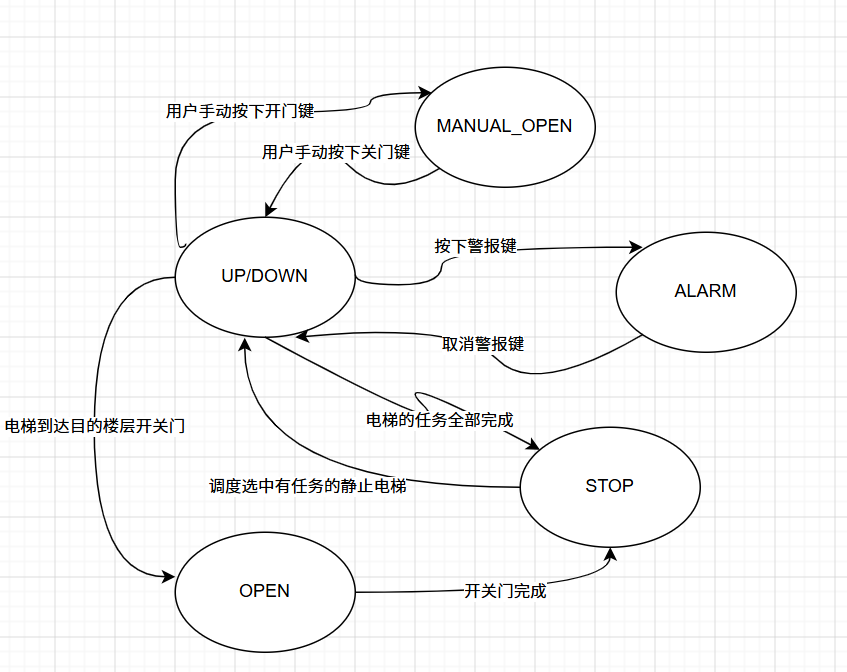 用户手动按下开门键
MANUAL_OPEN
用户手动按下关门键
按下警报键
UP/DOWN
ALARM
取消警报键
电梯的任务全部完成
电梯到达目的楼层开关门
调度选中有任务的静止电梯
STOP
OPEN
开关门完成